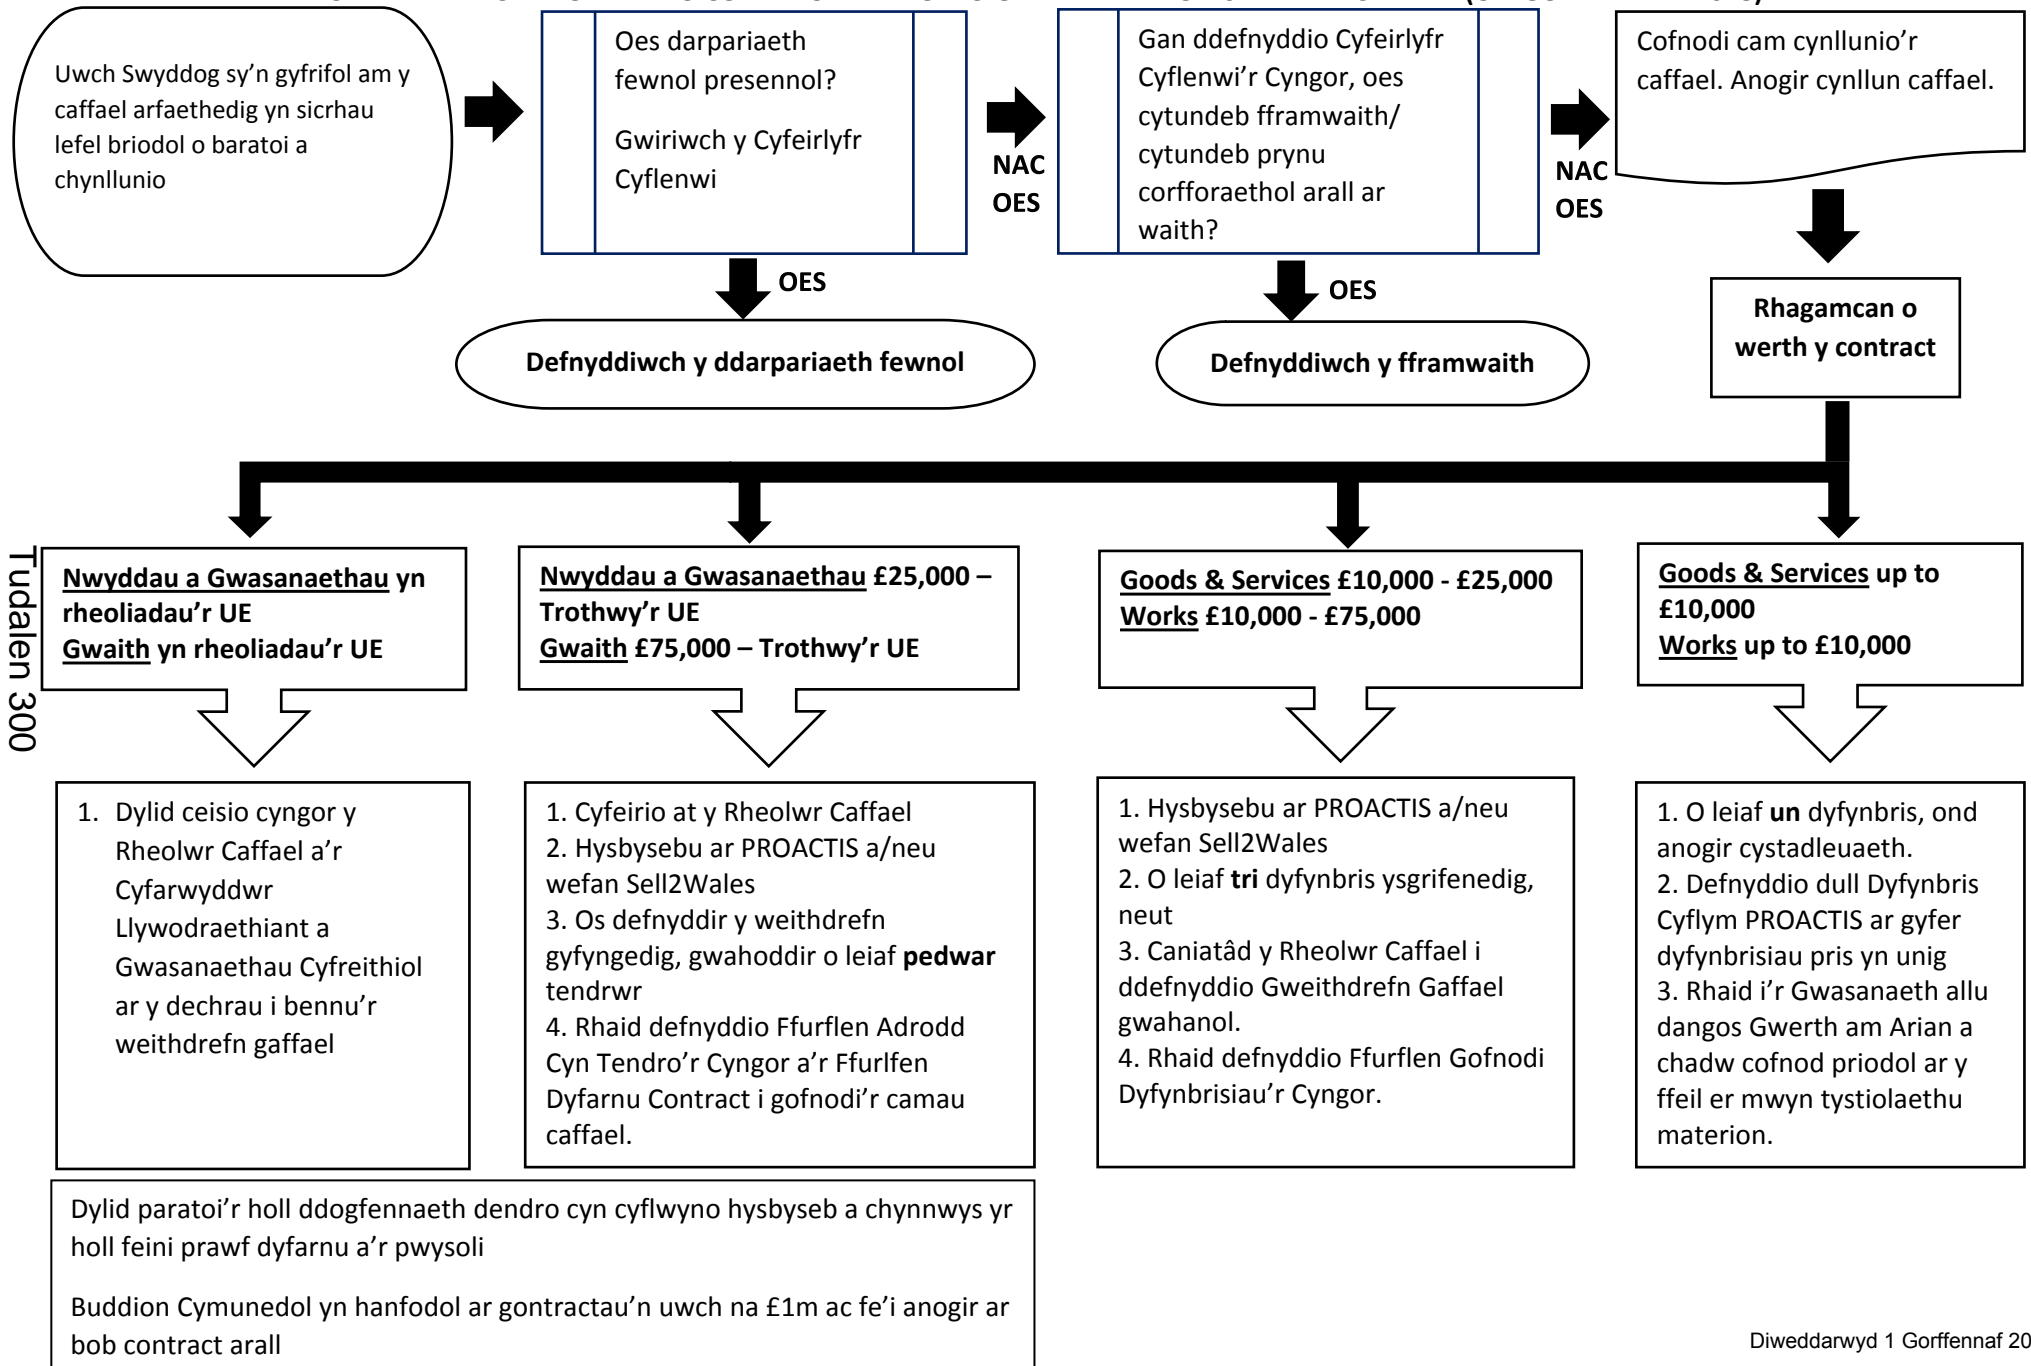 Uwch Swyddog sy’n gyfrifol am y
caffael arfaethedig yn sicrhau
lefel briodol o baratoi a
chynllunio
Oes darpariaeth
fewnol presennol?
Gwiriwch y Cyfeirlyfr
Cyflenwi
NAC
OES
Gan ddefnyddio Cyfeirlyfr
Cyflenwi’r Cyngor, oes
cytundeb fframwaith/
cytundeb prynu
corfforaethol arall ar
waith?
NAC
OES
Cofnodi cam cynllunio’r
caffael. Anogir cynllun caffael.
OES
OES
Defnyddiwch y ddarpariaeth fewnol
Defnyddiwch y fframwaith
Rhagamcan o
werth y contract
Tudalen 300
Nwyddau a Gwasanaethau yn
rheoliadau’r UE
Gwaith yn rheoliadau’r UE
Nwyddau a Gwasanaethau £25,000 –
Trothwy’r UE
Gwaith £75,000 – Trothwy’r UE
Goods & Services £10,000 - £25,000
Works £10,000 - £75,000
Goods & Services up to
£10,000
Works up to £10,000
1. Dylid ceisio cyngor y
Rheolwr Caffael a’r
Cyfarwyddwr
Llywodraethiant a
Gwasanaethau Cyfreithiol
ar y dechrau i bennu’r
weithdrefn gaffael
1. Cyfeirio at y Rheolwr Caffael
2. Hysbysebu ar PROACTIS a/neu
wefan Sell2Wales
3. Os defnyddir y weithdrefn
gyfyngedig, gwahoddir o leiaf pedwar
tendrwr
4. Rhaid defnyddio Ffurflen Adrodd
Cyn Tendro’r Cyngor a’r Ffurlfen
Dyfarnu Contract i gofnodi’r camau
caffael.
1. Hysbysebu ar PROACTIS a/neu
wefan Sell2Wales
2. O leiaf tri dyfynbris ysgrifenedig,
neut
3. Caniatâd y Rheolwr Caffael i
ddefnyddio Gweithdrefn Gaffael
gwahanol.
4. Rhaid defnyddio Ffurflen Gofnodi
Dyfynbrisiau’r Cyngor.
1. O leiaf un dyfynbris, ond
anogir cystadleuaeth.
2. Defnyddio dull Dyfynbris
Cyflym PROACTIS ar gyfer
dyfynbrisiau pris yn unig
3. Rhaid i’r Gwasanaeth allu
dangos Gwerth am Arian a
chadw cofnod priodol ar y
ffeil er mwyn tystiolaethu
materion.
Dylid paratoi’r holl ddogfennaeth dendro cyn cyflwyno hysbyseb a chynnwys yr
holl feini prawf dyfarnu a’r pwysoli
Buddion Cymunedol yn hanfodol ar gontractau’n uwch na £1m ac fe’i anogir ar
bob contract arall
Diweddarwyd 1 Gorffennaf 20